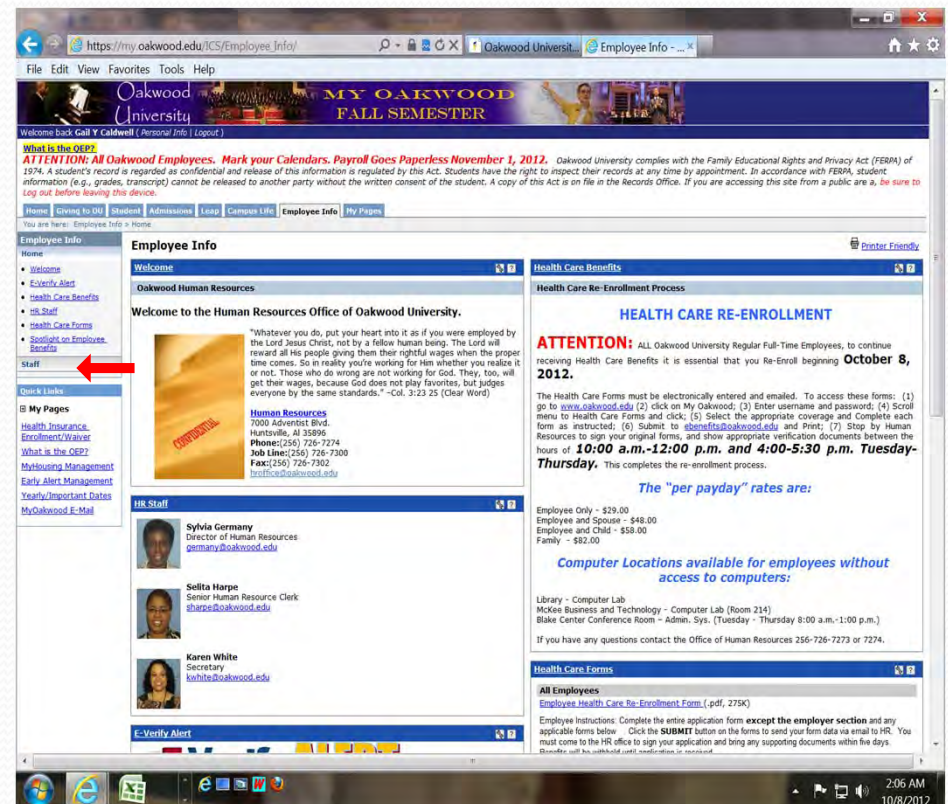 https://my.oakwood.edu/ICS/Employee_Info/
Oakwood Universit...
Employee Info - ...
File Edit View Favorites Tools Help
Oakwood
University
MY OAKWOOD
FALL SEMESTER
Welcome back Gail Y Caldwell ( Personal Info | Logout )
What is the QEP?
ATTENTION: All Oakwood Employees. Mark your Calendars. Payroll Goes Paperless November 1, 2012. Oakwood University complies with the Family Educational Rights and Privacy Act (FERPA) of
1974. A student's record is regarded as confidential and release of this information is regulated by this Act. Students have the right to inspect their records at any time by appointment. In accordance with FERPA, student
information (e.g., grades, transcript) cannot be released to another party without the written consent of the student. A copy of this Act is on file in the Records Office. If you are accessing this site from a public are a, be sure to
Log out before leaving this device.
Home Giving to OU Student Admissions Leap Campus Life Employee Info My Pages
You are here: Employee Info > Home
Employee Info
Home
Welcome
E-Verify Alert
Health Care Benefits
HR Staff
Health Care Forms
Spotlight on Employee
Benefits
Staff
Quick Links
My Pages
Health Insurance
Enrollment/Waiver
What is the QEP?
MyHousing Management
Early Alert Management
Yearly/Important Dates
MyOakwood E-Mail
Employee Info
Printer Friendly
Welcome
Oakwood Human Resources
Welcome to the Human Resources Office of Oakwood University.
CONFIDENTIAL
"Whatever you do, put your heart into it as if you were employed by
the Lord Jesus Christ, not by a fellow human being. The Lord will
reward all His people giving them their rightful wages when the proper
time comes. So in reality you're working for Him whether you realize it
or not. Those who do wrong are not working for God. They, too, will
get their wages, because God does not play favorites, but judges
everyone by the same standards." ~Col. 3:23 25 (Clear Word)
Human Resources
7000 Adventist Blvd.
Huntsville, Al 35896
Phone:(256) 726-7274
Job Line:(256) 726-7300
Fax:(256) 726-7302
hroffice@oakwood.edu
HR Staff
Sylvia Germany
Director of Human Resources
germany@oakwood.edu
Selita Harpe
Senior Human Resource Clerk
sharpe@oakwood.edu
Karen White
Secretary
kwhite@oakwood.edu
E-Verify Alert
Health Care Benefits
Health Care Re-Enrollment Process
HEALTH CARE RE-ENROLLMENT
ATTENTION: ALL Oakwood University Regular Full-Time Employees, to continue
receiving Health Care Benefits it is essential that you Re-Enroll beginning October 8,
2012.
The Health Care Forms must be electronically entered and emailed. To access these forms: (1)
go to www.oakwood.edu (2) click on My Oakwood; (3) Enter username and password; (4) Scroll
menu to Health Care Forms and click; (5) Select the appropriate coverage and Complete each
form as instructed; (6) Submit to ebenefits@oakwood.edu and Print; (7) Stop by Human
Resources to sign your original forms, and show appropriate verification documents between the
hours of 10:00 a.m.-12:00 p.m. and 4:00-5:30 p.m. Tuesday-
Thursday. This completes the re-enrollment process.
The "per payday" rates are:
Employee Only - $29.00
Employee and Spouse - $48.00
Employee and Child - $58.00
Family - $82.00
Computer Locations available for employees without
access to computers:
Library - Computer Lab
McKee Business and Technology - Computer Lab (Room 214)
Blake Center Conference Room – Admin. Sys. (Tuesday - Thursday 8:00 a.m.-1:00 p.m.)
If you have any questions contact the Office of Human Resources 256-726-7273 or 7274.
Health Care Forms
All Employees
Employee Health Care Re-Enrollment Form (.pdf, 275K)
Employee Instructions: Complete the entire application form except the employer section and any
applicable forms below Click the SUBMIT button on the forms to send your form data via email to HR. You
must come to the HR office to sign your application and bring any supporting documents within five days.
2:06 AM
10/8/2012